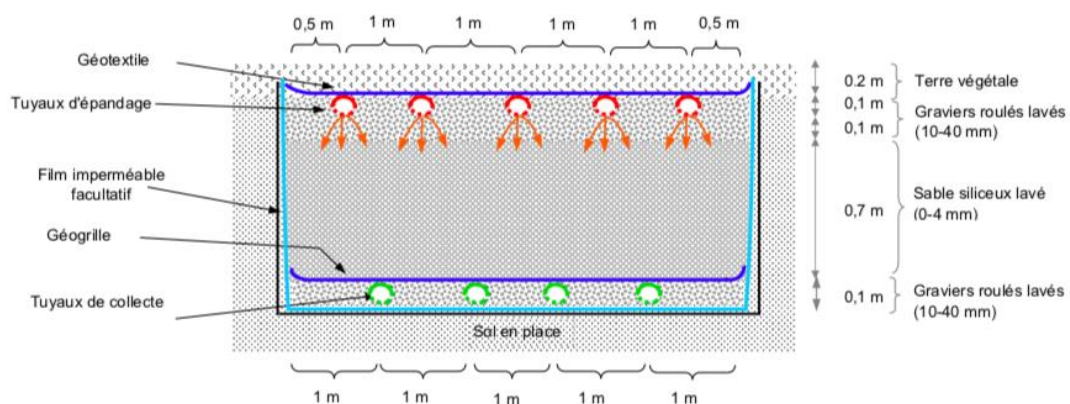 0,5 m
1 m
1 m
1 m
1 m
0,5 m
Géotextile
Tuyaux d'épandage
Film imperméable
facultatif
Géogrille
Tuyaux de collecte
0.2 m
Terre végétale
0.1 m
0,1 m
Graviers roulés lavés
(10-40 mm)
0,7 m
Sable siliceux lavé
(0-4 mm)
0,1 m
Graviers roulés lavés
(10-40 mm)
Sol en place
1 m
1 m
1 m
1 m
1 m